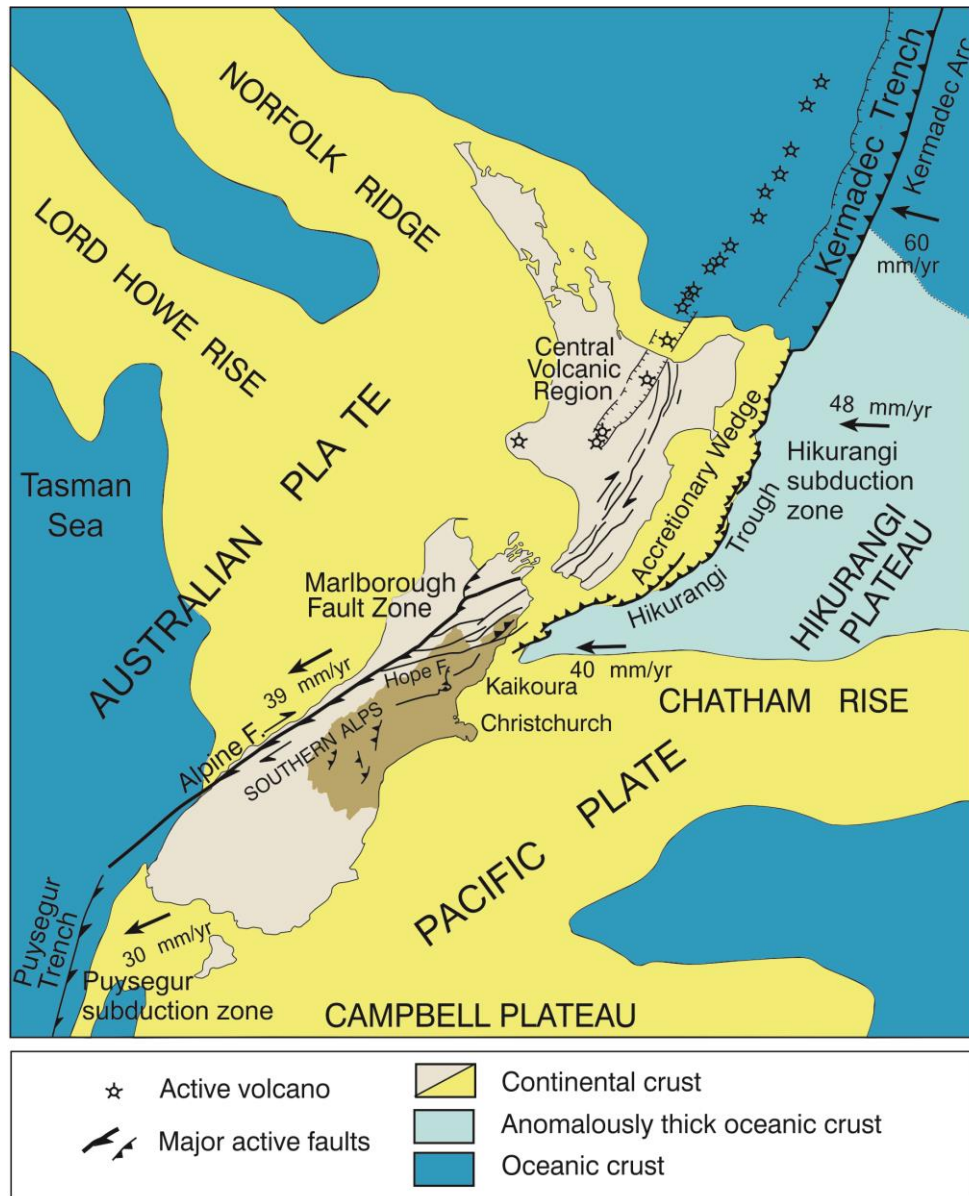 NORFOLK
RIDGE
LORD HOWE RISE
Kermadec Trench
Kermadec Arc
60
mm/yr
Central
Volcanic
Region
AUSTRALIAN PLATE
Tasman
Sea
48 mm/yr
Hikurangi
subduction
zone
Accretionary Wedge
Hikurangi Trough
HIKURANGI
PLATEAU
Marlborough
Fault Zone
39 mm/yr
Hope F.
40 mm/yr
Kaikoura
CHATHAM RISE
Christchurch
Alpine F.
SOUTHERN ALPS
PACIFIC PLATE
Puysegur
Trench
30 mm/yr
Puysegur
subduction zone
CAMPBELL PLATEAU
Active volcano
Continental crust
Major active faults
Anomalously thick oceanic crust
Oceanic crust